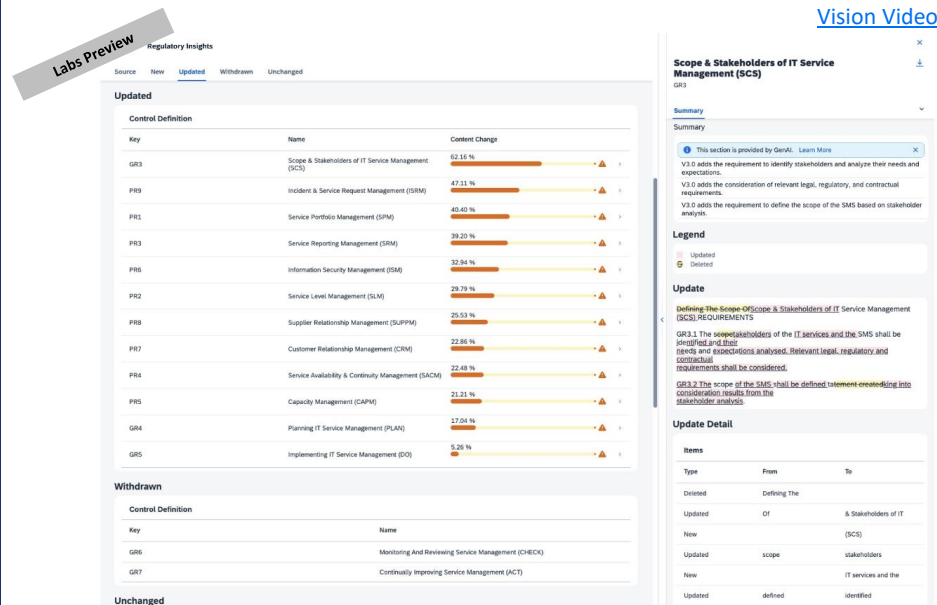 Vision Video
Labs Preview
Regulatory Insights
Source New Updated Withdrawn Unchanged
Updated
Control Definition
Key Name Content Change
GR3 Scope & Stakeholders of IT Service Management (SCS) 62.16 %
PR9 Incident & Service Request Management (ISRM) 47.11 %
PR1 Service Portfolio Management (SPM) 40.40 %
PR3 Service Reporting Management (SRM) 39.20 %
PR6 Information Security Management (ISM) 32.94 %
PR2 Service Level Management (SLM) 29.79 %
PR8 Supplier Relationship Management (SUPPM) 25.53 %
PR7 Customer Relationship Management (CRM) 22.86 %
PR4 Service Availability & Continuity Management (SACM) 22.48 %
PR5 Capacity Management (CAPM) 21.21 %
GR4 Planning IT Service Management (PLAN) 17.04 %
GR5 Implementing IT Service Management (DO) 5.26 %
Withdrawn
Control Definition
Key Name
GR6 Monitoring And Reviewing Service Management (CHECK)
GR7 Continually Improving Service Management (ACT)
Unchanged
Scope & Stakeholders of IT Service
Management (SCS)
GR3
Summary
Summary
This section is provided by GenAI. Learn More
V3.0 adds the requirement to identify stakeholders and analyze their needs and
expectations.
V3.0 adds the consideration of relevant legal, regulatory, and contractual
requirements.
V3.0 adds the requirement to define the scope of the SMS based on stakeholder
analysis.
Legend
Updated
S Deleted
Update
Defining The Scope OfScope & Stakeholders of IT Service Management
(SCS) REQUIREMENTS
GR3.1 The scopetakeholders of the IT services and the SMS shall be
identified and their
needs and expectations analysed. Relevant legal, regulatory and
contractual
requirements shall be considered.
GR3.2 The scope of the SMS shall be defined tatement createdking into
consideration results from the
stakeholder analysis.
Update Detail
Items
Type From To
Deleted Defining The
Updated Of & Stakeholders of IT
New (SCS)
Updated scope stakeholders
New IT services and the
Updated defined identified